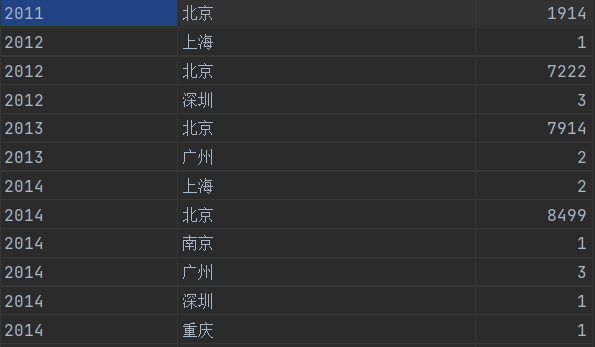 2011 北京 1914
2012 上海 1
2012 北京 7222
2012 深圳 3
2013 北京 7914
2013 广州 2
2014 上海 2
2014 北京 8499
2014 南京 1
2014 广州 3
2014 深圳 1
2014 重庆 1